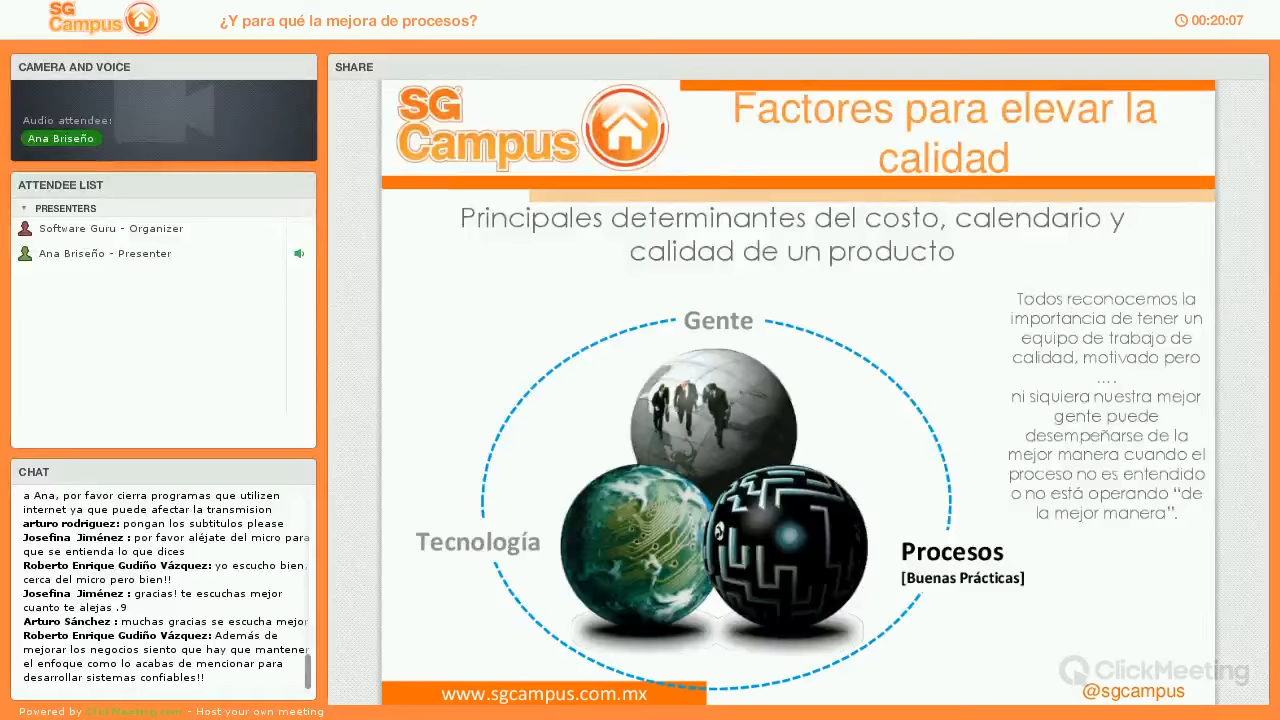 SG
Campus
¿Y para qué la mejora de procesos?
00:20:07
CAMERA AND VOICE
Audio attendees
Ana Briseño
ATTENDEE LIST
PRESENTERS
Software Guru - Organizer
Ana Briseño - Presenter
CHAT
a Ana, por favor cierra programas que utilizen
internet ya que puede afectar la transmision
arturo rodriguez: pongan los subtitulos please
Josefina Jiménez : por favor aléjate del micro para
que se entienda lo que dices
Roberto Enrique Gudiño Vázquez: yo escucho bien,
cerca del micro pero bien!!
Josefina Jiménez : gracias! te escuchas mejor
cuanto te alejas .9
Arturo Sánchez : muchas gracias se escucha mejor
Roberto Enrique Gudiño Vázquez: Además de
mejorar los negocios siento que hay que mantener
el enfoque como lo acabas de mencionar para
desarrollar sistemas confiables!!
Powered by ClickMeeting.com - Host your own meeting
SHARE
SG
Campus
Factores para elevar la
calidad
Principales determinantes del costo, calendario y
calidad de un producto
Gente
Tecnología
Procesos
[Buenas Prácticas]
Todos reconocemos la
importancia de tener un
equipo de trabajo de
calidad, motivado pero
....
ni siquiera nuestra mejor
gente puede
desempeñarse de la
mejor manera cuando el
proceso no es entendido
o no está operando “de
la mejor manera”.
www.sgcampus.com.mx
ClickMeeting
@sgcampus